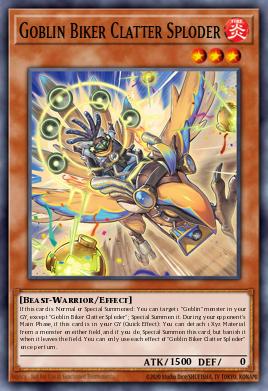 GOBLIN BIKER CLATTER SPLODER
炎
[BEAST-WARRIOR/EFFECT]
If this card is Normal or Special Summoned: You can target 1 "Goblin" monster in your
GY, except "Goblin Biker Clatter Sploder"; Special Summon it. During your opponent's
Main Phase, if this card is in your GY (Quick Effect): You can detach 1 Xyz Material
from a monster on either field, and if you do, Special Summon this card, but banish it
when it leaves the field. You can only use each effect of "Goblin Biker Clatter Sploder"
once per turn.
ATK/1500 DEF/ 0
©2020 Studio Dice/SHUEISHA, TV TOKYO, KONAMI